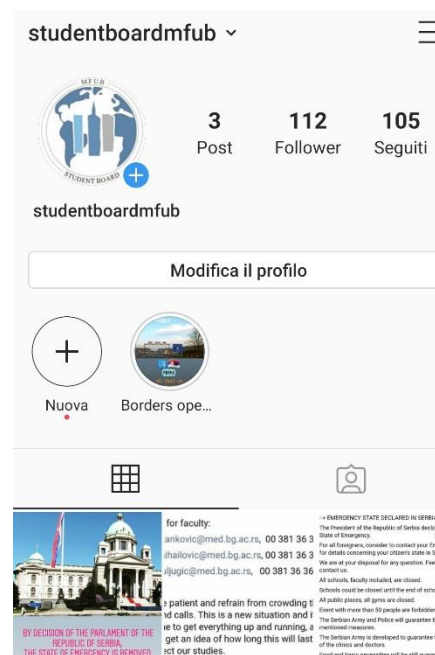 studentboardmfub
MFUB
STUDENT BOARD
3
Post
112
Follower
105
Seguiti
studentboardmfub
Modifica il profilo
Nuova
Borders ope...
BY DECISION OF THE PARLAMENT OF THE
REPUBLIC OF SERBIA,
THE STATE OF EMERGENCY IS REMOVED
for faculty:
ankovic@med.bg.ac.rs, 00 381 36 3
ihailovic@med.bg.ac.rs, 00 381 36 3
ljugic@med.bg.ac.rs, 00 381 36 36
patient and refrain from crowding
calls. This is a new situation and
to get everything up and running,
get an idea of how long this will last
ect our studies.
→ EMERGENCY STATE DECLARED IN SERBIA
The President of the Republic of Serbia
State of Emergency.
For all foreigners, consider to contact your
for details concerning your citizen's state in
We are at your disposal for any question.
contact us.
All schools, faculty included, are closed.
Schools could be closed until the end of
All public places, all gyms are closed.
Event with more than 50 people are forbidden
The Serbian Army and Police will guarantee
mentioned measures.
The Serbian Army is developed to guarantee
of the clinics and doctors.